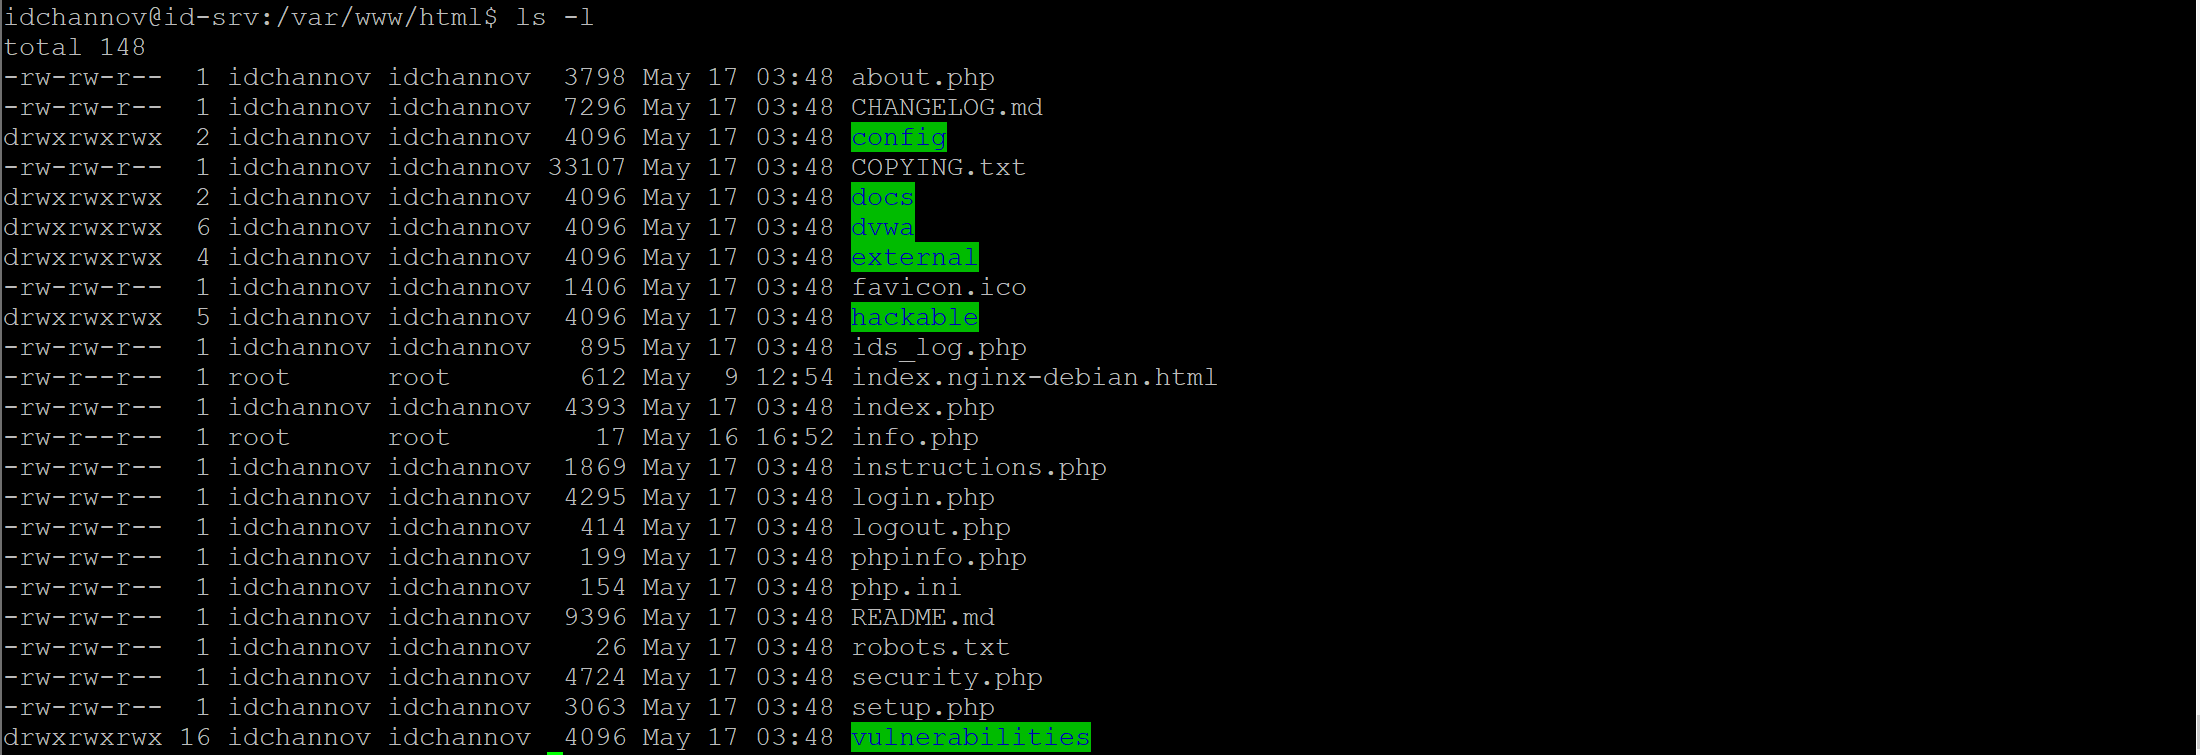 idchannov@id-srv:/var/www/html$ ls -l
total 148
-rw-rw-r--  1 idchannov idchannov  3798 May 17 03:48 about.php
-rw-rw-r--  1 idchannov idchannov  7296 May 17 03:48 CHANGELOG.md
drwxrwxrwx  2 idchannov idchannov  4096 May 17 03:48 config
-rw-rw-r--  1 idchannov idchannov 33107 May 17 03:48 COPYING.txt
drwxrwxrwx  2 idchannov idchannov  4096 May 17 03:48 docs
drwxrwxrwx  6 idchannov idchannov  4096 May 17 03:48 dvwa
drwxrwxrwx  4 idchannov idchannov  4096 May 17 03:48 external
-rw-rw-r--  1 idchannov idchannov  1406 May 17 03:48 favicon.ico
drwxrwxrwx  5 idchannov idchannov  4096 May 17 03:48 hackable
-rw-rw-r--  1 idchannov idchannov   895 May 17 03:48 ids_log.php
-rw-r--r--  1 root      root        612 May  9 12:54 index.nginx-debian.html
-rw-rw-r--  1 idchannov idchannov  4393 May 17 03:48 index.php
-rw-r--r--  1 root      root         17 May 16 16:52 info.php
-rw-rw-r--  1 idchannov idchannov  1869 May 17 03:48 instructions.php
-rw-rw-r--  1 idchannov idchannov  4295 May 17 03:48 login.php
-rw-rw-r--  1 idchannov idchannov   414 May 17 03:48 logout.php
-rw-rw-r--  1 idchannov idchannov   199 May 17 03:48 phpinfo.php
-rw-rw-r--  1 idchannov idchannov   154 May 17 03:48 php.ini
-rw-rw-r--  1 idchannov idchannov  9396 May 17 03:48 README.md
-rw-rw-r--  1 idchannov idchannov    26 May 17 03:48 robots.txt
-rw-rw-r--  1 idchannov idchannov  4724 May 17 03:48 security.php
-rw-rw-r--  1 idchannov idchannov  3063 May 17 03:48 setup.php
drwxrwxrwx 16 idchannov idchannov  4096 May 17 03:48 vulnerabilities